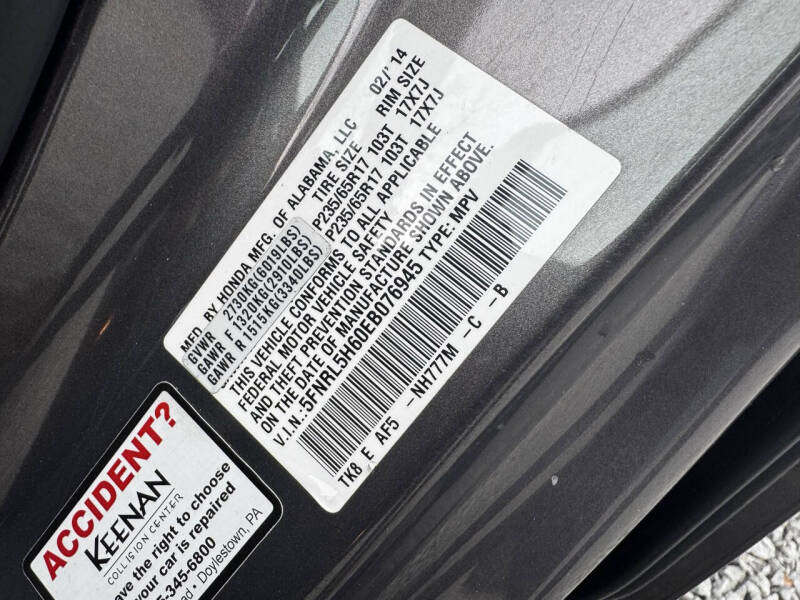 MFD. BY HONDA MFG. OF ALABAMA, LLC 02/'14
GVWR 2730KG(6019LBS) TIRE SIZE RIM SIZE
GAWR F 1320KG(2910LBS) P235/65R17 103T 17X7J
GAWR R 1515KG(3340LBS) P235/65R17 103T 17X7J
THIS VEHICLE CONFORMS TO ALL APPLICABLE
FEDERAL MOTOR VEHICLE SAFETY
AND THEFT PREVENTION STANDARDS IN EFFECT
ON THE DATE OF MANUFACTURE SHOWN ABOVE.
V.I.N.:5FNRL5H60EB076945 TYPE: MPV
TK8 E AF5 -NH777M -C -B
ACCIDENT?
KEENAN
COLLISION CENTER
ave the right to choose
your car is repaired
5-345-6800
ad • Doylestown, PA